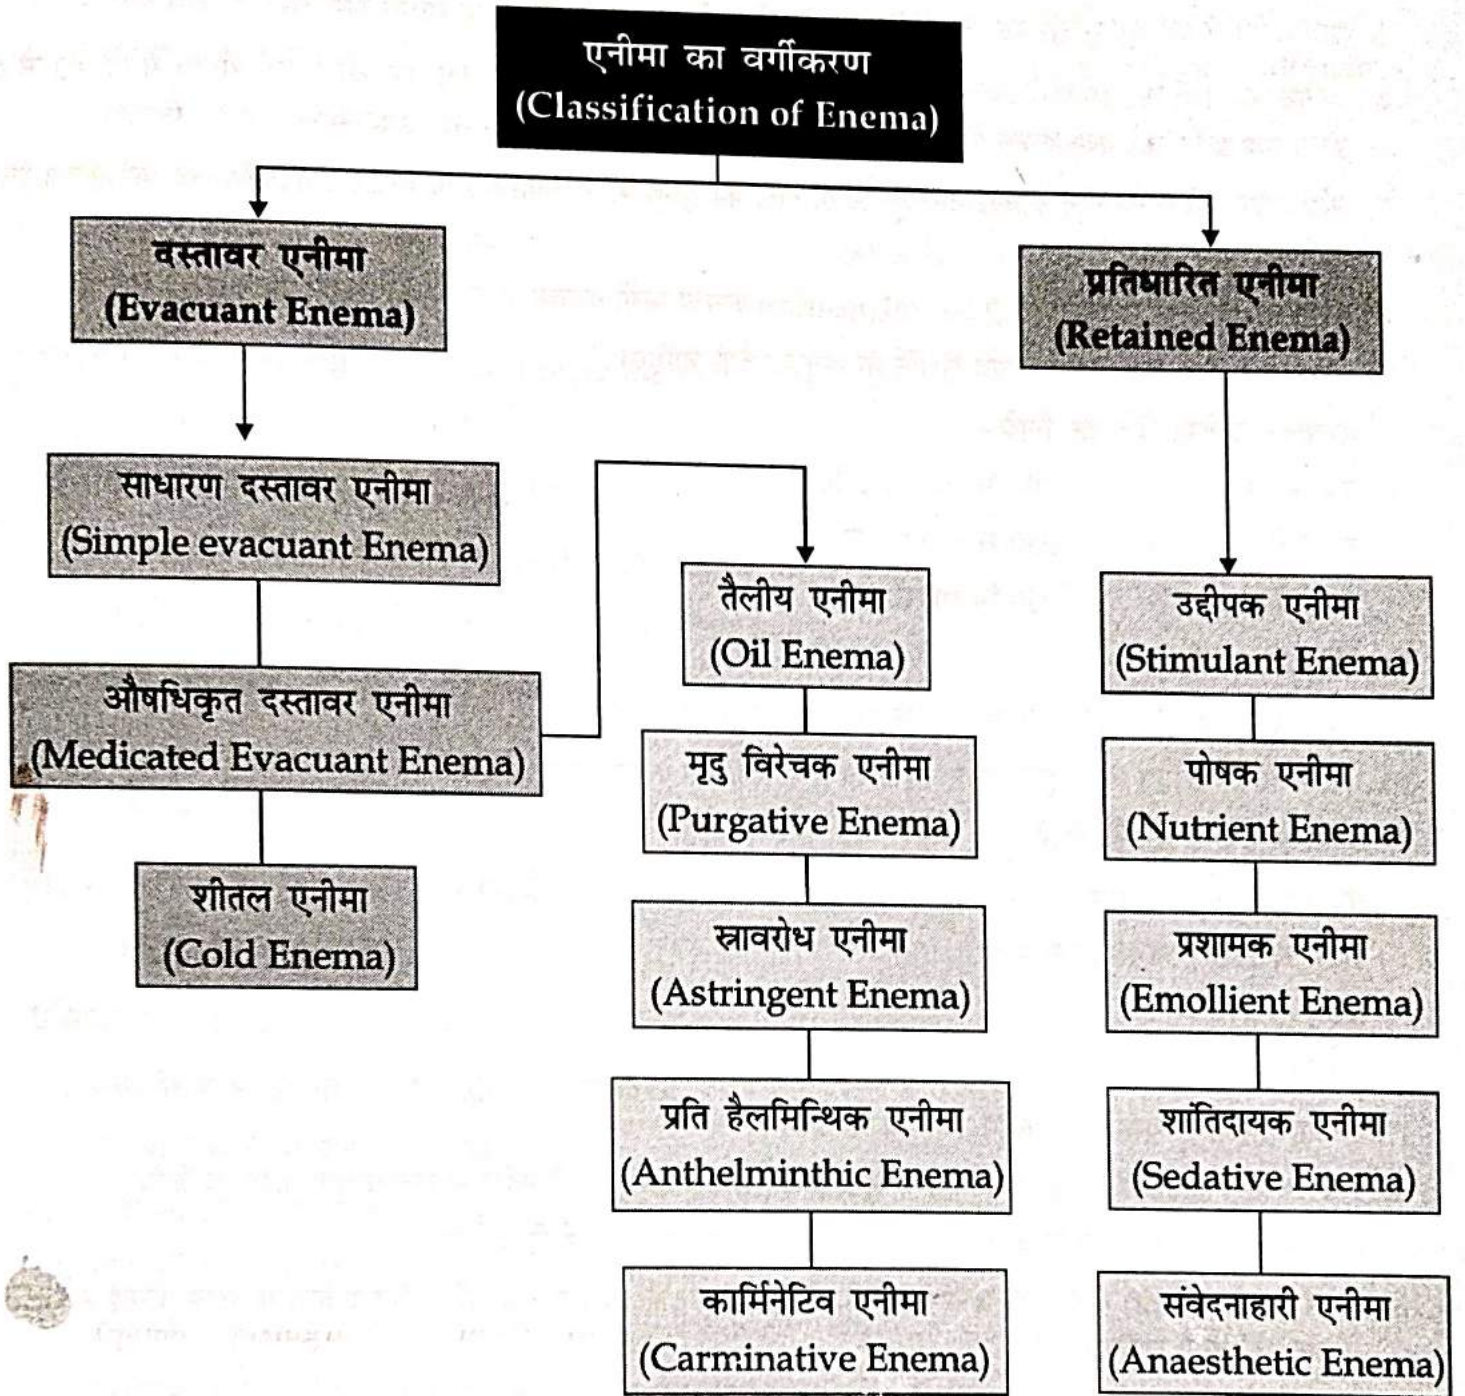 एनीमा का वर्गीकरण
(Classification of Enema)
दस्तावर एनीमा
(Evacuant Enema)
प्रतिधारित एनीमा
(Retained Enema)
साधारण दस्तावर एनीमा
(Simple evacuant Enema)
औषधिकृत दस्तावर एनीमा
(Medicated Evacuant Enema)
शीतल एनीमा
(Cold Enema)
तैलीय एनीमा
(Oil Enema)
मृदु विरेचक एनीमा
(Purgative Enema)
स्रावरोध एनीमा
(Astringent Enema)
प्रति हैलमिन्थिक एनीमा
(Anthelminthic Enema)
कार्मिनेटिव एनीमा
(Carminative Enema)
उद्दीपक एनीमा
(Stimulant Enema)
पोषक एनीमा
(Nutrient Enema)
प्रशामक एनीमा
(Emollient Enema)
शांतिदायक एनीमा
(Sedative Enema)
संवेदनाहारी एनीमा
(Anaesthetic Enema)